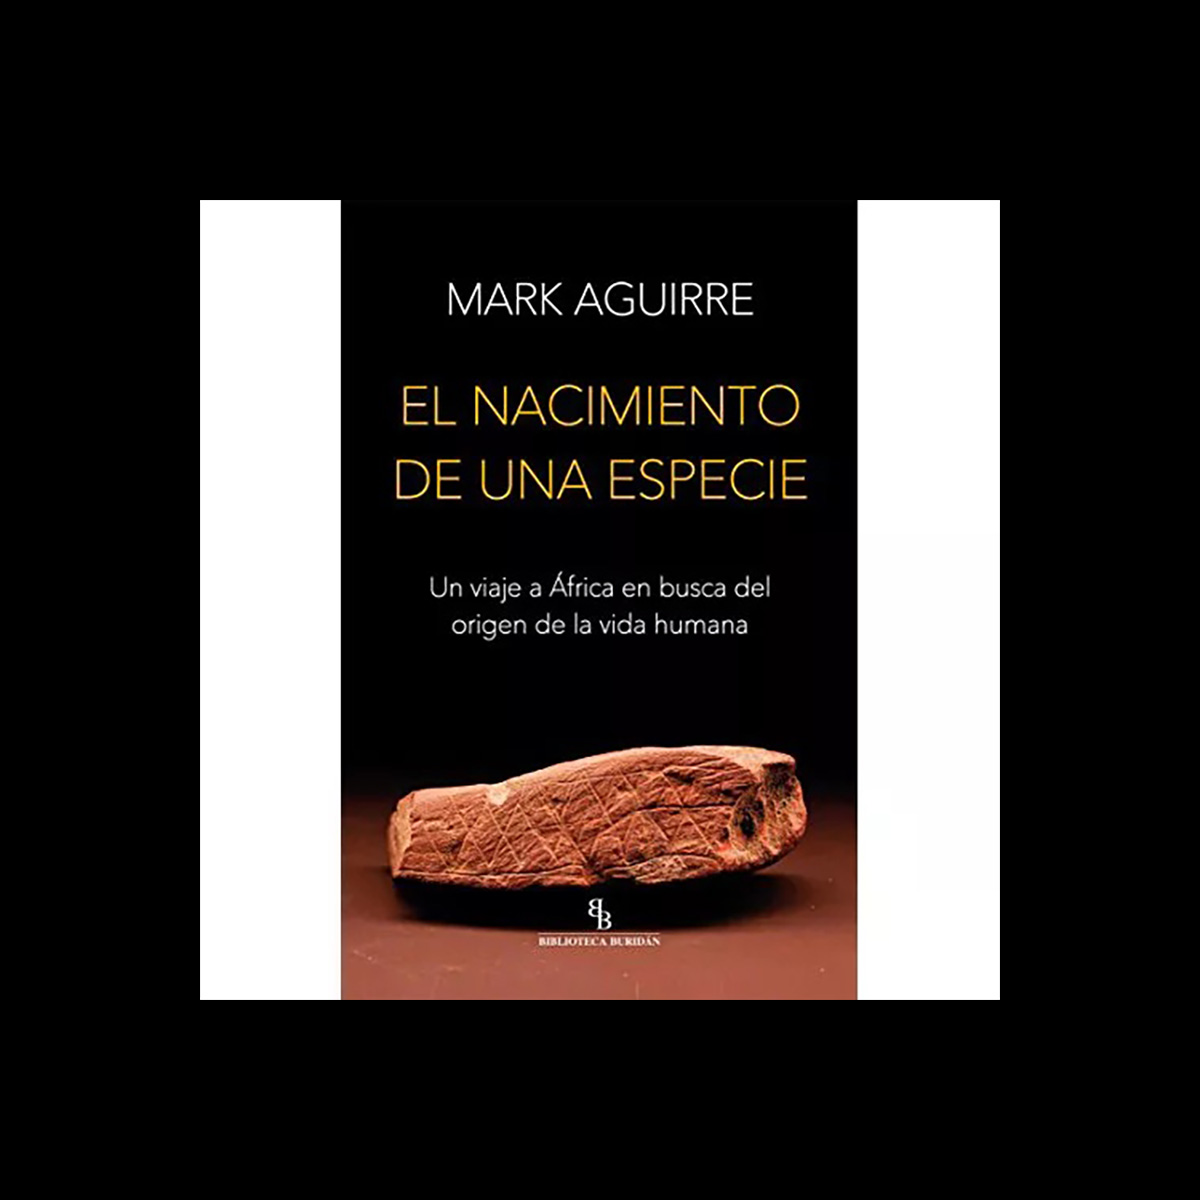 MARK AGUIRRE
EL NACIMIENTO
DE UNA ESPECIE
Un viaje a África en busca del
origen de la vida humana
BB
BIBLIOTECA BURIDÁN